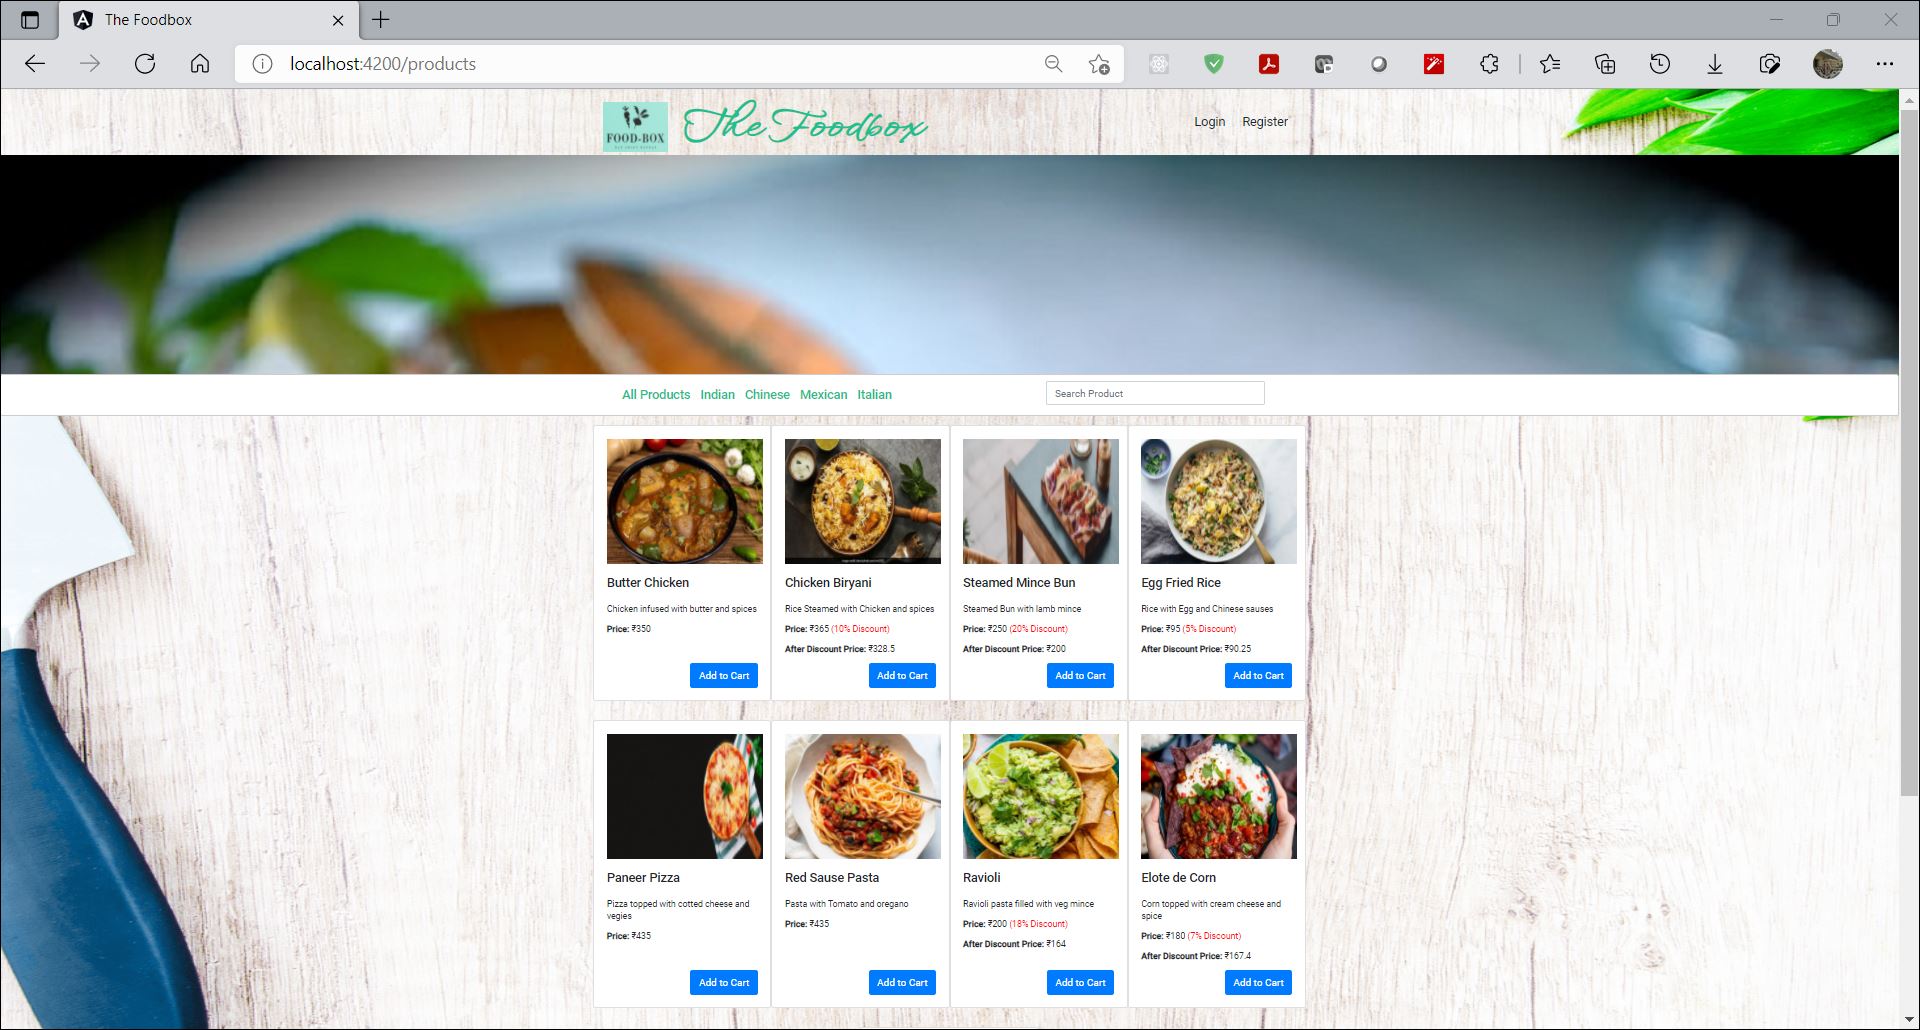 The Foodbox
localhost:4200/products
FOOD-BOX
The Foodbox
Login Register
All Products Indian Chinese Mexican Italian
Search Product
Butter Chicken
Chicken infused with butter and spices
Price: ₹350
Add to Cart
Chicken Biryani
Rice Steamed with Chicken and spices
Price: ₹365 (10% Discount)
After Discount Price: ₹328.5
Add to Cart
Steamed Mince Bun
Steamed Bun with lamb mince
Price: ₹250 (20% Discount)
After Discount Price: ₹200
Add to Cart
Egg Fried Rice
Rice with Egg and Chinese sauses
Price: ₹95 (5% Discount)
After Discount Price: ₹90.25
Add to Cart
Paneer Pizza
Pizza topped with cotted cheese and
vegies
Price: ₹435
Add to Cart
Red Sause Pasta
Pasta with Tomato and oregano
Price: ₹435
Add to Cart
Ravioli
Ravioli pasta filled with veg mince
Price: ₹200 (18% Discount)
After Discount Price: ₹164
Add to Cart
Elote de Corn
Corn topped with cream cheese and
spice
Price: ₹180 (7% Discount)
After Discount Price: ₹167.4
Add to Cart